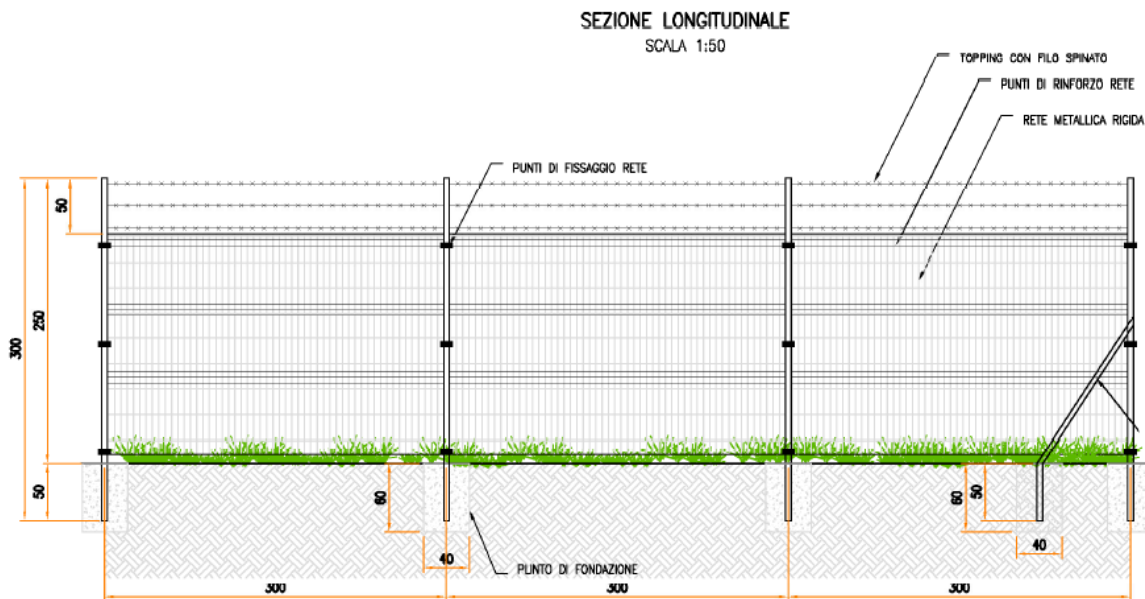 SEZIONE LONGITUDINALE
SCALA 1:50
TOPPING CON FILO SPINATO
PUNTI DI RINFORZO RETE
RETE METALLICA RIGIDA
PUNTI DI FISSAGGIO RETE
50
250
300
50
60
60
50
40
40
PUNTO DI FONDAZIONE
300
300
300